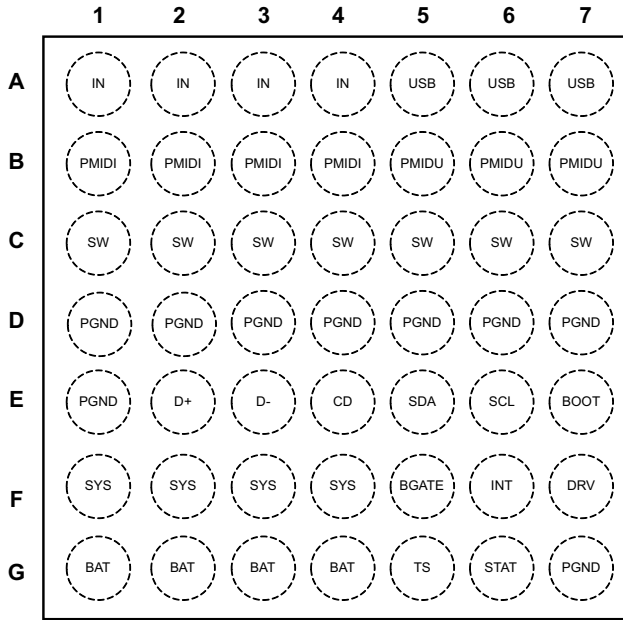 1 2 3 4 5 6 7
A IN IN IN IN USB USB USB
B PMIDI PMIDI PMIDI PMIDI PMIDU PMIDU PMIDU
C SW SW SW SW SW SW SW
D PGND PGND PGND PGND PGND PGND PGND
E PGND D+ D- CD SDA SCL BOOT
F SYS SYS SYS SYS BGATE INT DRV
G BAT BAT BAT BAT TS STAT PGND